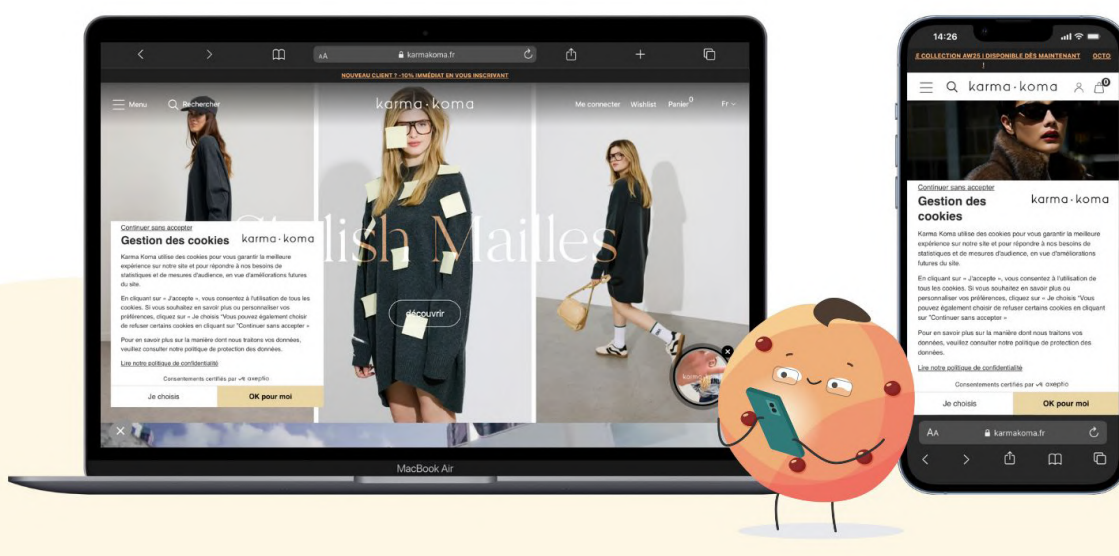 karmakoma.fr
AA
NOUVEAU CLIENT ? -10% IMMÉDIAT EN VOUS INSCRIVANT
Menu
Rechercher
karma·koma
Me connecter
Wishlist
Panier
0
Fr
lish Mailles
découvrir
Continuer sans accepter
Gestion des cookies
karma·koma
Karma Koma utilise des cookies pour vous garantir la meilleure
expérience sur notre site et pour répondre à nos besoins de
statistiques et de mesures d'audience, en vue d'améliorations futures
du site.
En cliquant sur « J'accepte », vous consentez à l'utilisation de tous les
cookies. Si vous souhaitez en savoir plus ou personnaliser vos
préférences, cliquez sur « Je choisis "Vous pouvez également choisir
de refuser certains cookies en cliquant sur "Continuer sans accepter »
Pour en savoir plus sur la manière dont nous traitons vos données,
veuillez consulter notre politique de protection des données.
Lire notre politique de confidentialité
Consentements certifiés par axeptio
Je choisis
OK pour moi
karma
MacBook Air
14:26
E COLLECTION AW25 | DISPONIBLE DÈS MAINTENANT
OCTO
!
karma·koma
0
Continuer sans accepter
Gestion des
cookies
karma·koma
Karma Koma utilise des cookies pour vous garantir la meilleure
expérience sur notre site et pour répondre à nos besoins de
statistiques et de mesures d'audience, en vue d'améliorations
futures du site.
En cliquant sur « J'accepte », vous consentez à l'utilisation de
tous les cookies. Si vous souhaitez en savoir plus ou
personnaliser vos préférences, cliquez sur « Je choisis "Vous
pouvez également choisir de refuser certains cookies en cliquant
sur "Continuer sans accepter »
Pour en savoir plus sur la manière dont nous traitons vos
données, veuillez consulter notre politique de protection des
données.
Lire notre politique de confidentialité
Consentements certifiés par axeptio
Je choisis
OK pour moi
AA
karmakoma.fr